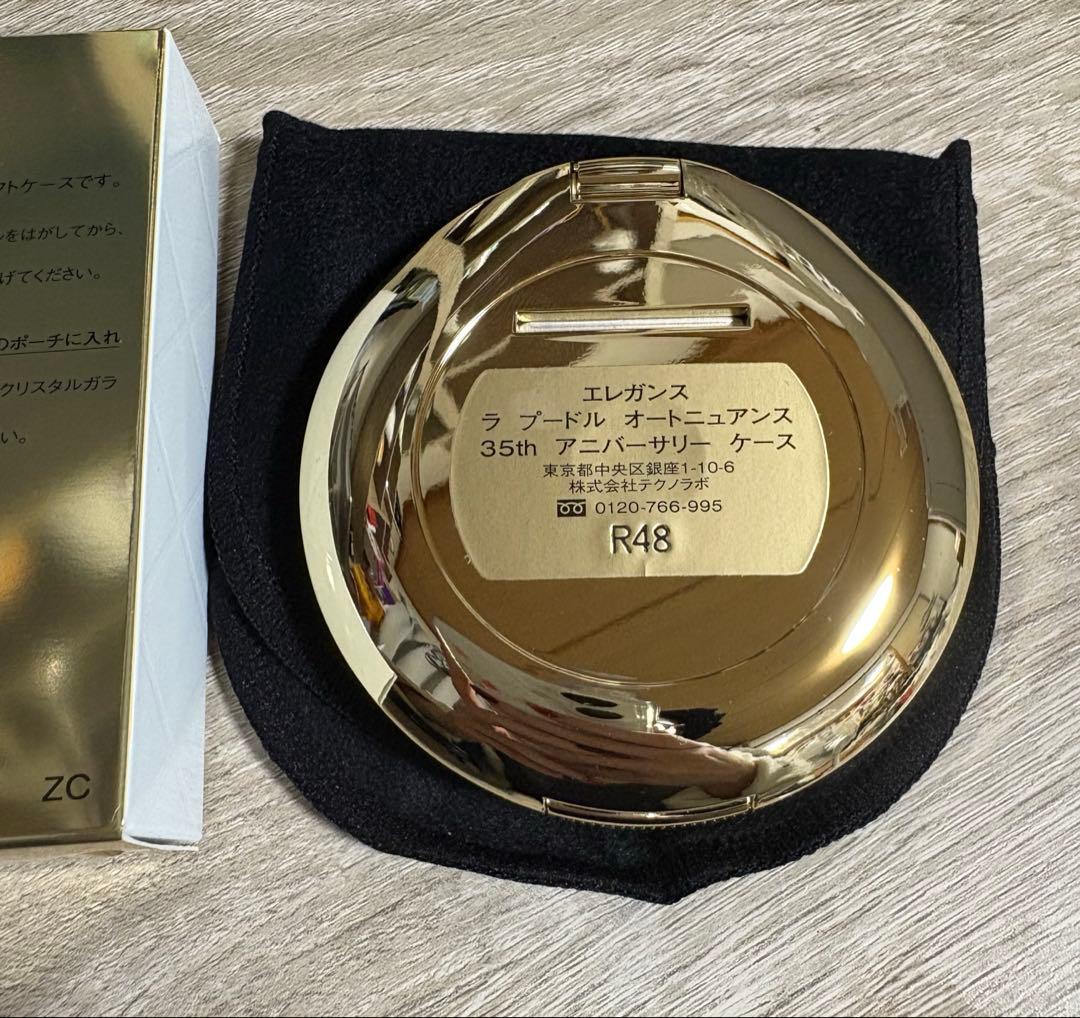 クトケースです。
をはがしてから、
げてください。
のポーチに入れ
クリスタルガラ
い。
ZC
エレガンス
ラ プードル オートニュアンス
35th アニバーサリー ケース
東京都中央区銀座1-10-6
株式会社テクノラボ
0120-766-995
R48